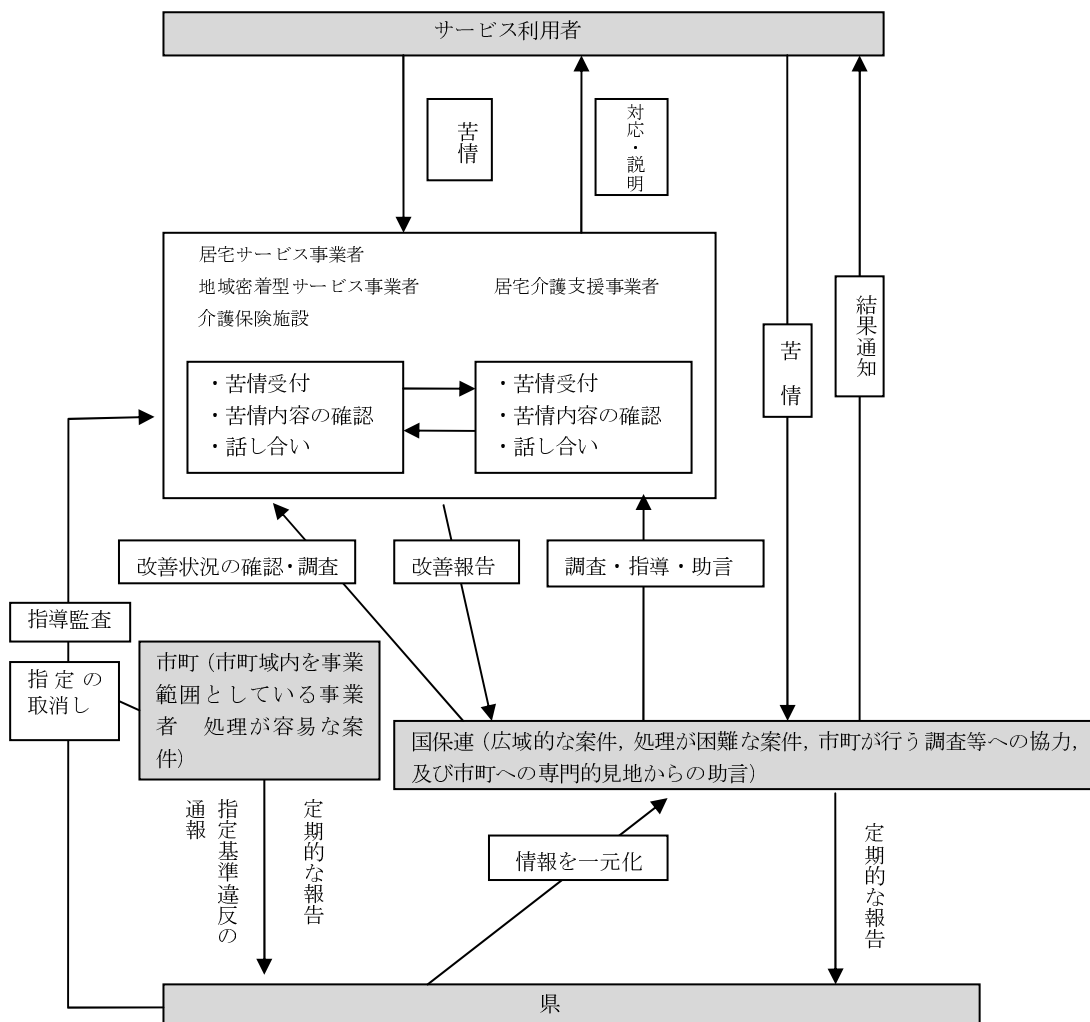 サービス利用者
苦情
対応・説明
居宅サービス事業者
地域密着型サービス事業者
居宅介護支援事業者
介護保険施設
・苦情受付
・苦情内容の確認
・話し合い
・苦情受付
・苦情内容の確認
・話し合い
苦情
結果通知
改善状況の確認・調査
改善報告
調査・指導・助言
指導監査
指定の
取消し
市町（市町域内を事業
範囲としている事業
者　処理が容易な案
件）
国保連（広域的な案件，処理が困難な案件，市町が行う調査等への協力，
及び市町への専門的見地からの助言）
定期的な報告
指定基準違反の
通報
情報を一元化
定期的な報告
県